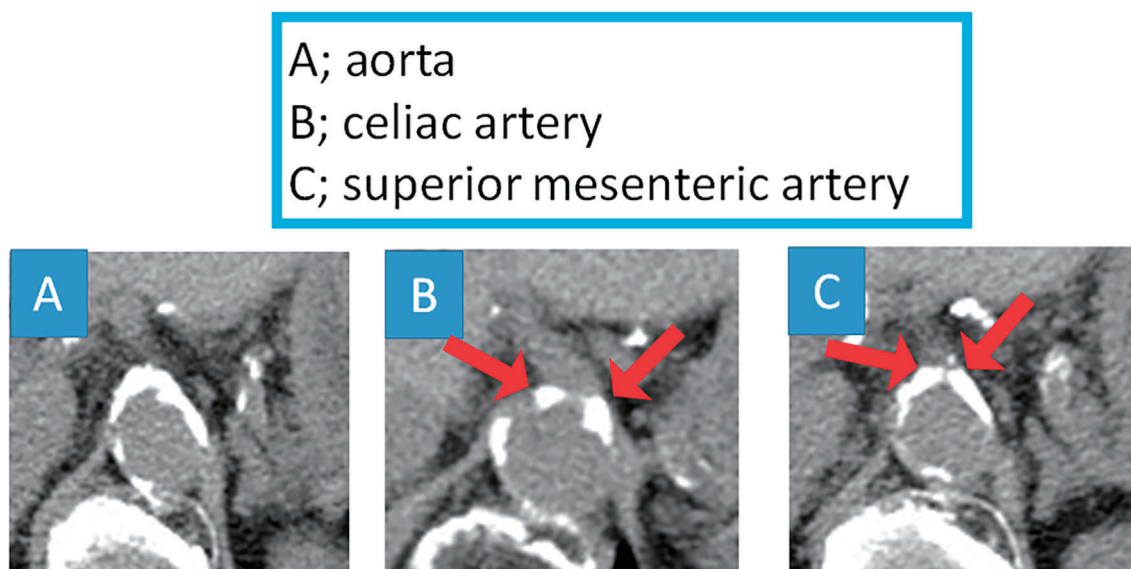 A; aorta
B; celiac artery
C; superior mesenteric artery
A
B
C